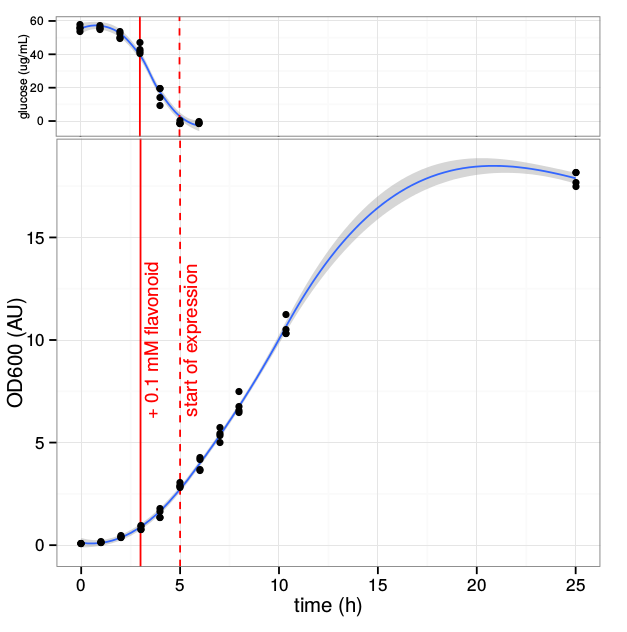 glucose (ug/mL)
60
40
20
0
OD600 (AU)
15
10
5
0
+ 0.1 mM flavonoid
start of expression
0 5 10 15 20 25
time (h)